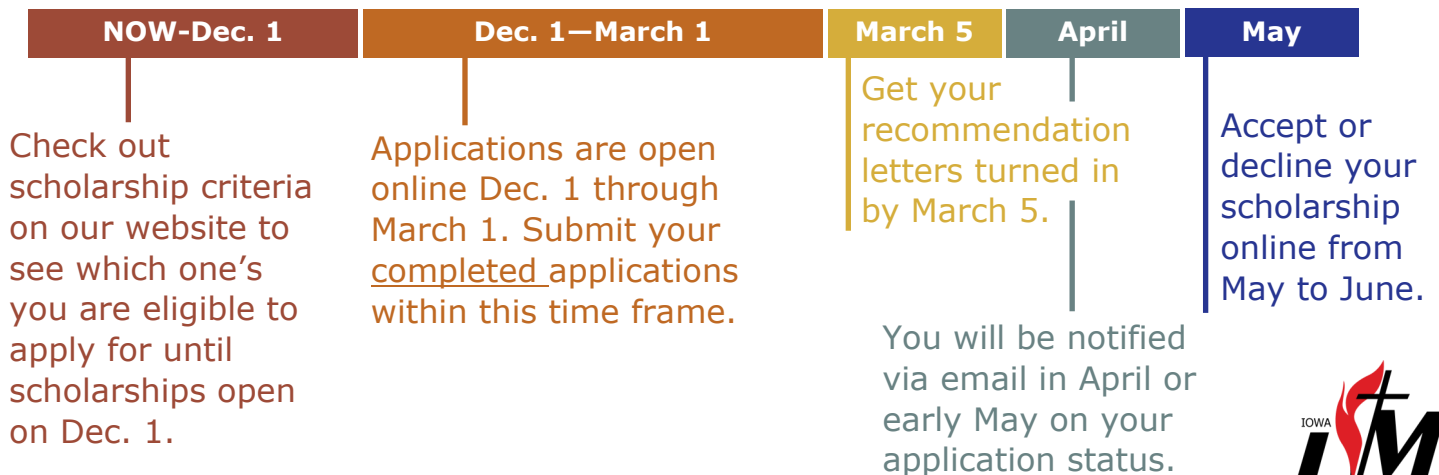 NOW-Dec. 1
Dec. 1—March 1
March 5
April
May
Check out
scholarship criteria
on our website to
see which one’s
you are eligible to
apply for until
scholarships open
on Dec. 1.
Applications are open
online Dec. 1 through
March 1. Submit your
completed applications
within this time frame.
Get your
recommendation
letters turned in
by March 5.
You will be notified
via email in April or
early May on your
application status.
Accept or
decline your
scholarship
online from
May to June.
IOWA